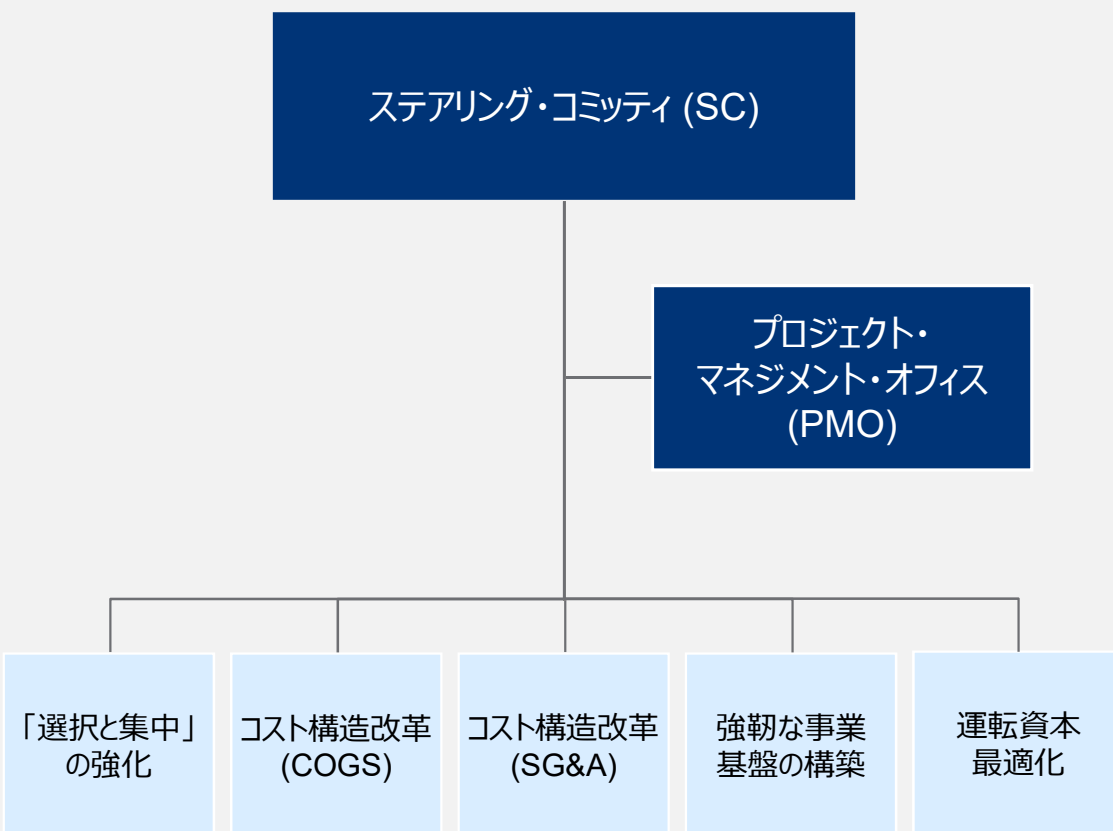 ステアリング・コミッティ (SC)
プロジェクト・
マネジメント・オフィス
(PMO)
「選択と集中」
の強化
コスト構造改革
(COGS)
コスト構造改革
(SG&A)
強靭な事業
基盤の構築
運転資本
最適化